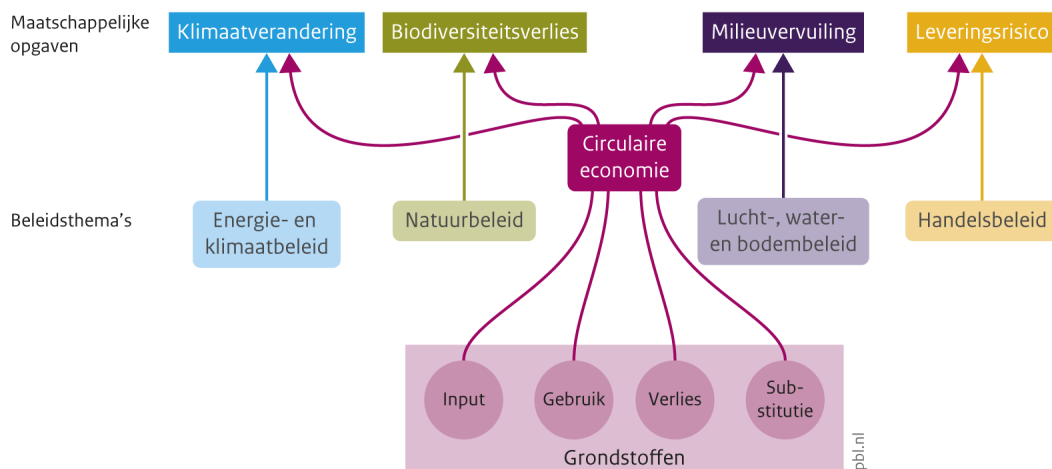 Maatschappelijke
opgaven
Klimaatverandering
Biodiversiteitsverlies
Milieuvervuiling
Leveringsrisico
Circulaire
economie
Beleidsthema's
Energie- en
klimaatbeleid
Natuurbeleid
Lucht-, water-
en bodembeleid
Handelsbeleid
Input
Gebruik
Verlies
Sub-
stitutie
Grondstoffen
pbl.nl